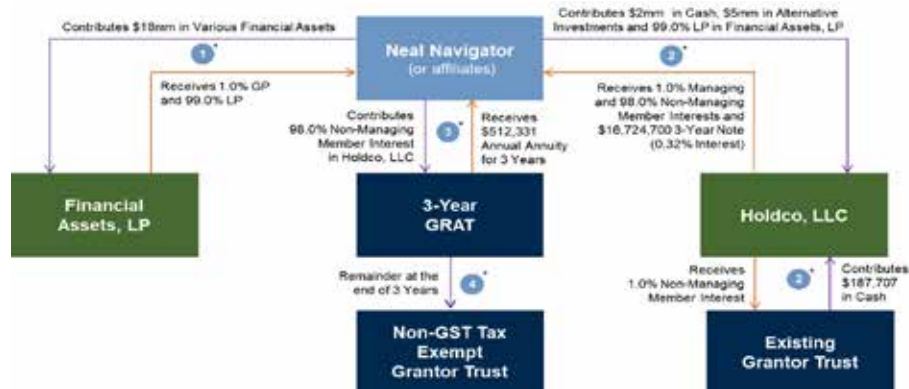 Contributes $18mm in Various Financial Assets
1*
Receives 1.0% GP
and 99.0% LP
Neal Navigator
(or affiliates)
Contributes $2mm in Cash, $5mm in Alternative
Investments and 99.0% LP in Financial Assets, LP
2*
Receives 1.0% Managing
and 98.0% Non-Managing
Member Interests and
$16,724,700 3-Year Note
(0.32% Interest)
Contributes
98.0% Non-Managing
Member Interest
in Holdco, LLC
3*
Receives
$512,331
Annual Annuity
for 3 Years
Financial
Assets, LP
3-Year
GRAT
Holdco, LLC
Remainder at the
end of 3 Years
4*
Receives
1.0% Non-Managing
Member Interest
2*
Contributes
$187,707
in Cash
Non-GST Tax
Exempt
Grantor Trust
Existing
Grantor Trust